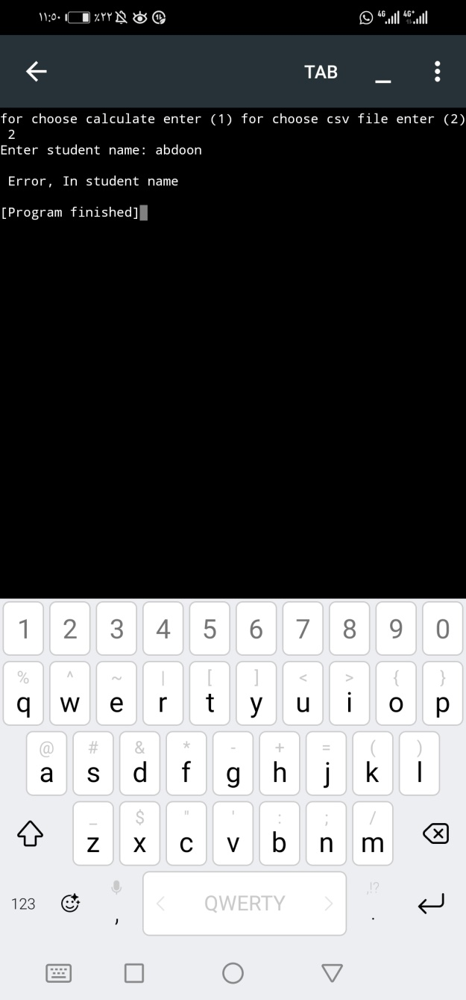 ١١:٥٠ ٪٢٢ 4G 4G+
TAB _
for choose calculate enter (1) for choose csv file enter (2)
2
Enter student name: abdoon
Error, In student name
[Program finished]
1 2 3 4 5 6 7 8 9 0
% ^ ~ | [ ] < > { }
q w e r t y u i o p
@ # & * - + = ( )
a s d f g h j k l
_ $ " ' : ; /
z x c v b n m
,!?
123 , < QWERTY > .